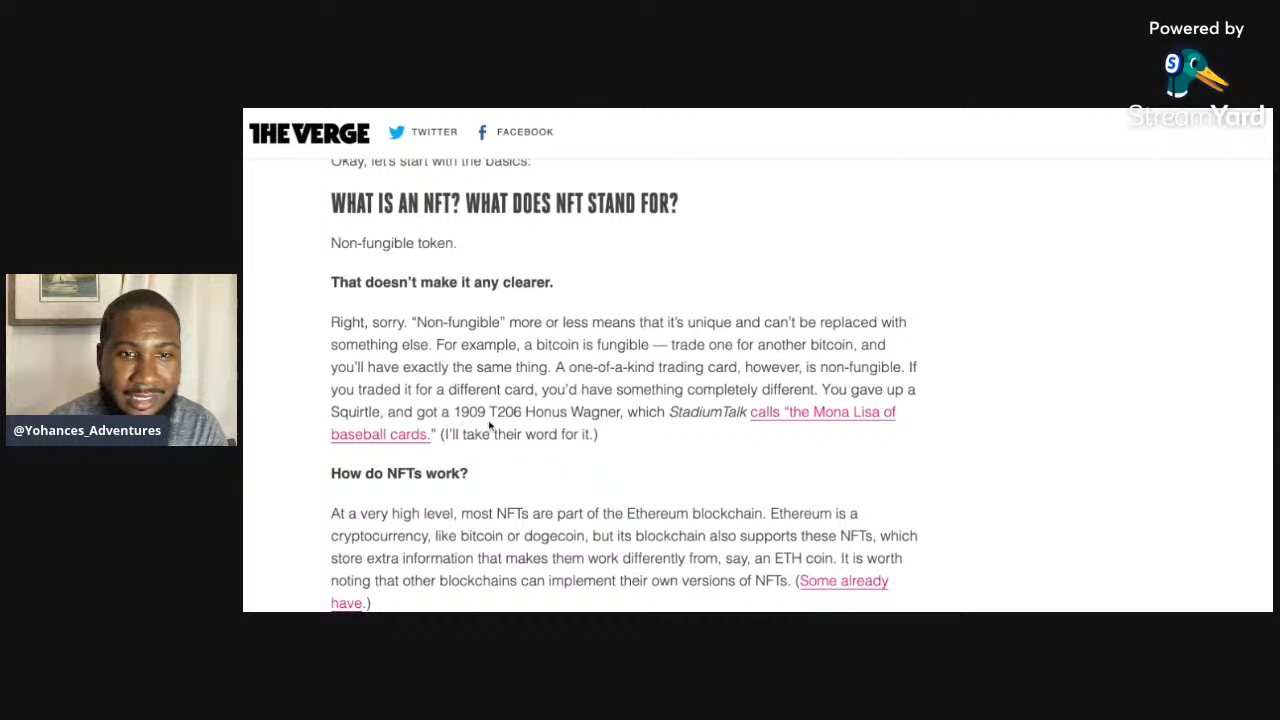 Powered by
S
StreamYard
THE VERGE
TWITTER
FACEBOOK
Okay, let's start with the basics:
WHAT IS AN NFT? WHAT DOES NFT STAND FOR?
Non-fungible token.
That doesn’t make it any clearer.
Right, sorry. “Non-fungible” more or less means that it’s unique and can’t be replaced with
something else. For example, a bitcoin is fungible — trade one for another bitcoin, and
you’ll have exactly the same thing. A one-of-a-kind trading card, however, is non-fungible. If
you traded it for a different card, you’d have something completely different. You gave up a
Squirtle, and got a 1909 T206 Honus Wagner, which StadiumTalk calls “the Mona Lisa of
baseball cards.” (I’ll take their word for it.)
How do NFTs work?
At a very high level, most NFTs are part of the Ethereum blockchain. Ethereum is a
cryptocurrency, like bitcoin or dogecoin, but its blockchain also supports these NFTs, which
store extra information that makes them work differently from, say, an ETH coin. It is worth
noting that other blockchains can implement their own versions of NFTs. (Some already
have.)
@Yohances_Adventures